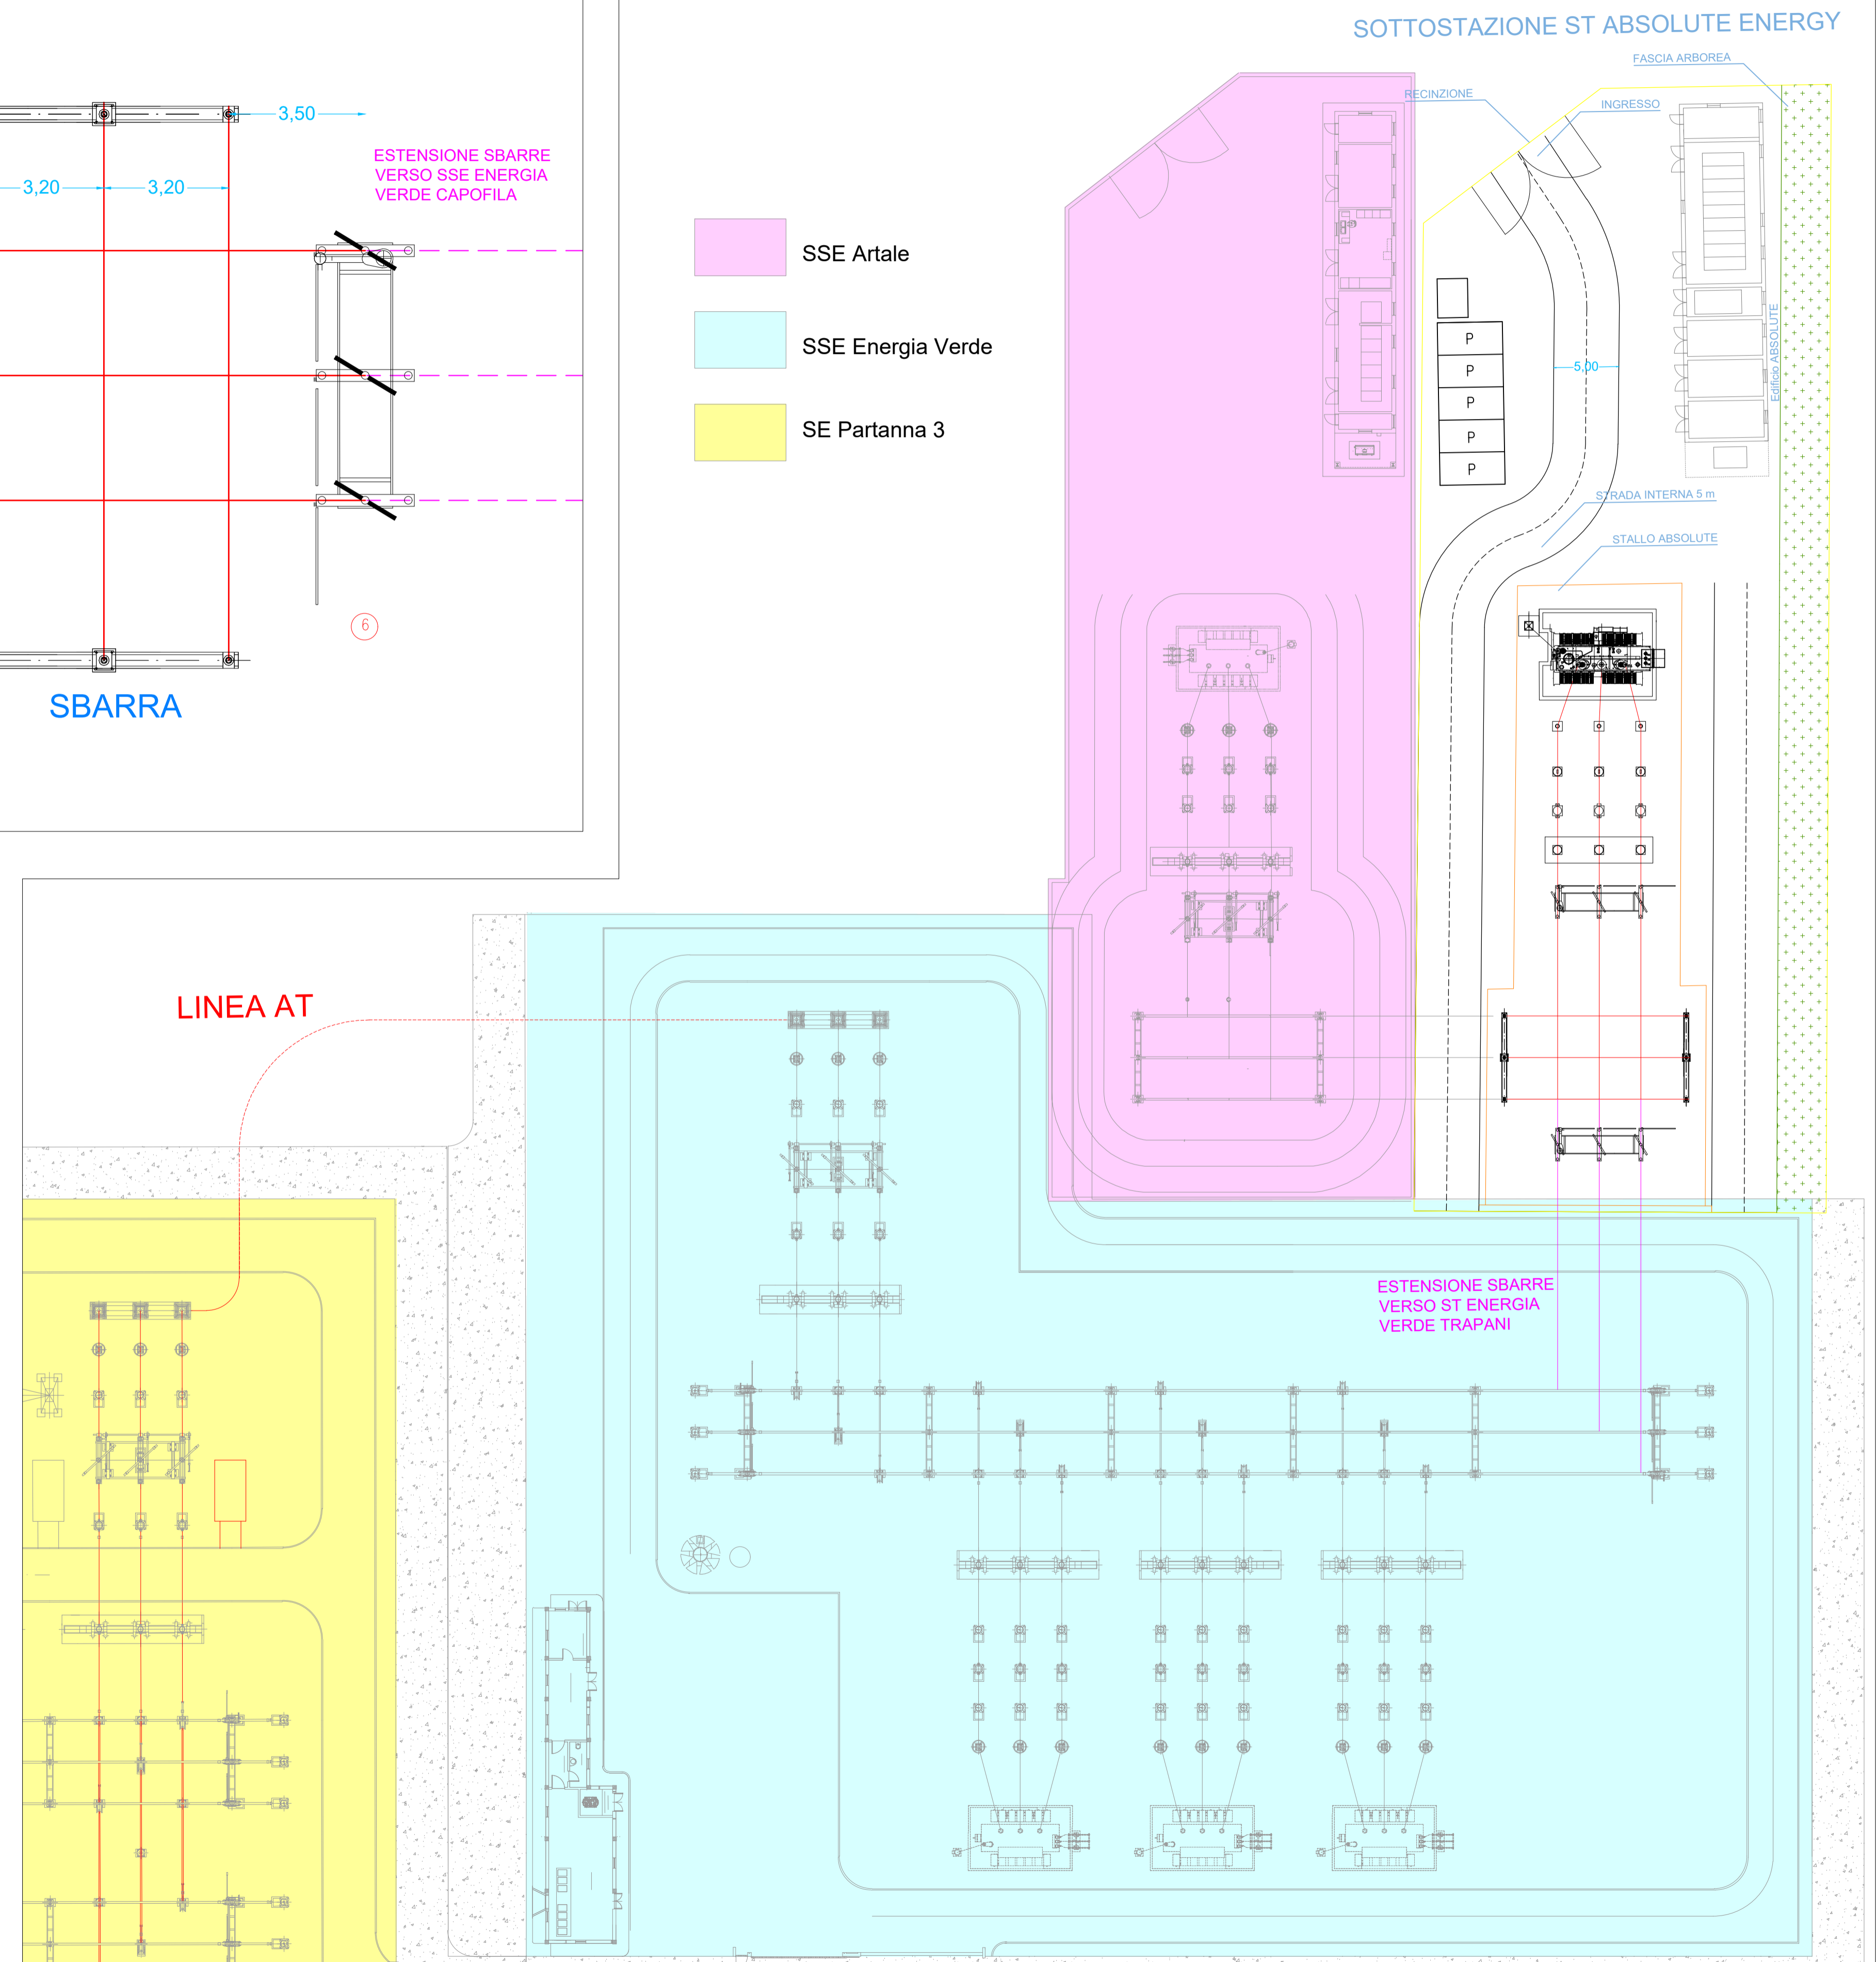 SOTTOSTAZIONE ST ABSOLUTE ENERGY
FASCIA ARBOREA
RECINZIONE
INGRESSO
3,50
3,20
3,20
ESTENSIONE SBARRE
VERSO SSE ENERGIA
VERDE CAPOFILA
6
SBARRA
SSE Artale
SSE Energia Verde
SE Partanna 3
P
P
P
P
P
5,00
Edificio ABSOLUTE
STRADA INTERNA 5 m
STALLO ABSOLUTE
LINEA AT
ESTENSIONE SBARRE
VERSO ST ENERGIA
VERDE TRAPANI